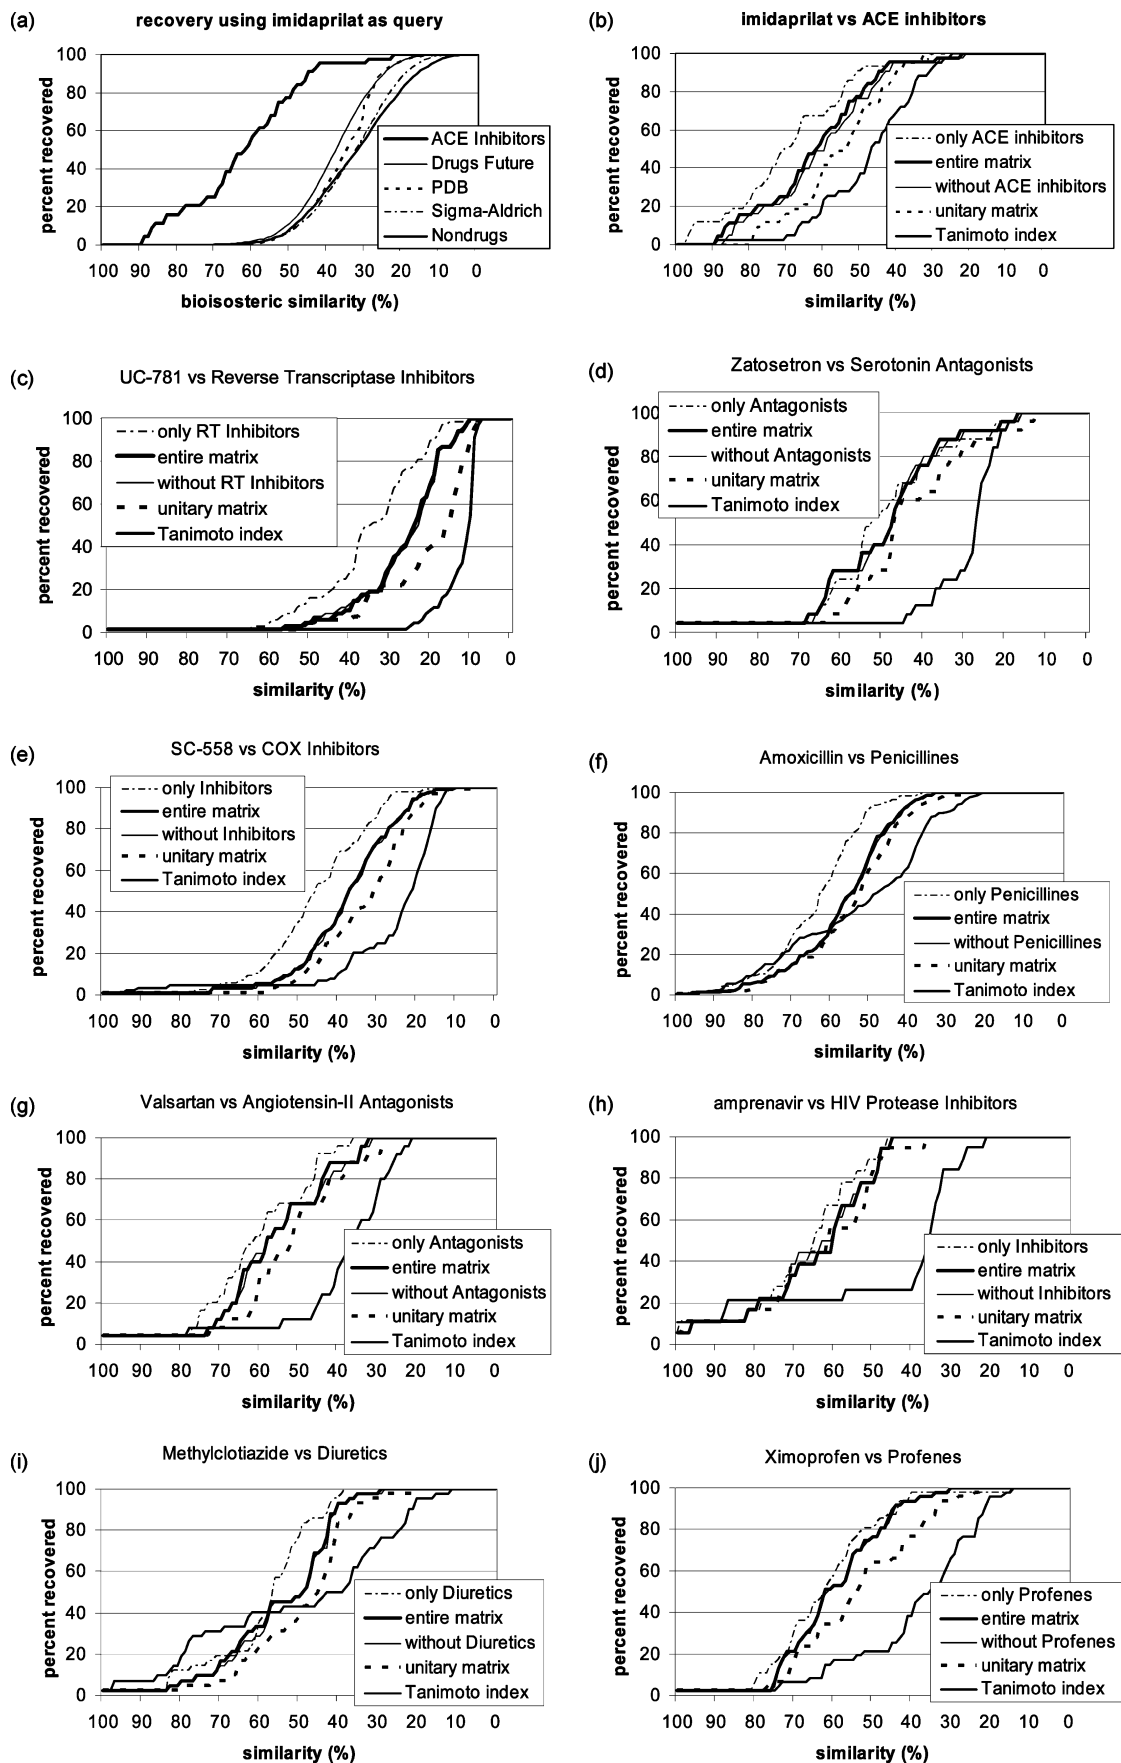 (a)
recovery using imidaprilat as query
percent recovered
100
80
60
40
20
0
ACE Inhibitors
Drugs Future
PDB
Sigma-Aldrich
Nondrugs
100 90 80 70 60 50 40 30 20 10 0
bioisosteric similarity (%)
(b)
imidaprilat vs ACE inhibitors
percent recovered
100
80
60
40
20
0
only ACE inhibitors
entire matrix
without ACE inhibitors
unitary matrix
Tanimoto index
100 90 80 70 60 50 40 30 20 10 0
similarity (%)
(c)
UC-781 vs Reverse Transcriptase Inhibitors
percent recovered
100
80
60
40
20
0
only RT Inhibitors
entire matrix
without RT Inhibitors
unitary matrix
Tanimoto index
100 90 80 70 60 50 40 30 20 10 0
similarity (%)
(d)
Zatosetron vs Serotonin Antagonists
percent recovered
100
80
60
40
20
0
only Antagonists
entire matrix
without Antagonists
unitary matrix
Tanimoto index
100 90 80 70 60 50 40 30 20 10 0
similarity (%)
(e)
SC-558 vs COX Inhibitors
percent recovered
100
80
60
40
20
0
only Inhibitors
entire matrix
without Inhibitors
unitary matrix
Tanimoto index
100 90 80 70 60 50 40 30 20 10 0
similarity (%)
(f)
Amoxicillin vs Penicillines
percent recovered
100
80
60
40
20
0
only Penicillines
entire matrix
without Penicillines
unitary matrix
Tanimoto index
100 90 80 70 60 50 40 30 20 10 0
similarity (%)
(g)
Valsartan vs Angiotensin-II Antagonists
percent recovered
100
80
60
40
20
0
only Antagonists
entire matrix
without Antagonists
unitary matrix
Tanimoto index
100 90 80 70 60 50 40 30 20 10 0
similarity (%)
(h)
amprenavir vs HIV Protease Inhibitors
percent recovered
100
80
60
40
20
0
only Inhibitors
entire matrix
without Inhibitors
unitary matrix
Tanimoto index
100 90 80 70 60 50 40 30 20 10 0
similarity (%)
(i)
Methylclotiazide vs Diuretics
percent recovered
100
80
60
40
20
0
only Diuretics
entire matrix
without Diuretics
unitary matrix
Tanimoto index
100 90 80 70 60 50 40 30 20 10 0
similarity (%)
(j)
Ximoprofen vs Profenes
percent recovered
100
80
60
40
20
0
only Profenes
entire matrix
without Profenes
unitary matrix
Tanimoto index
100 90 80 70 60 50 40 30 20 10 0
similarity (%)